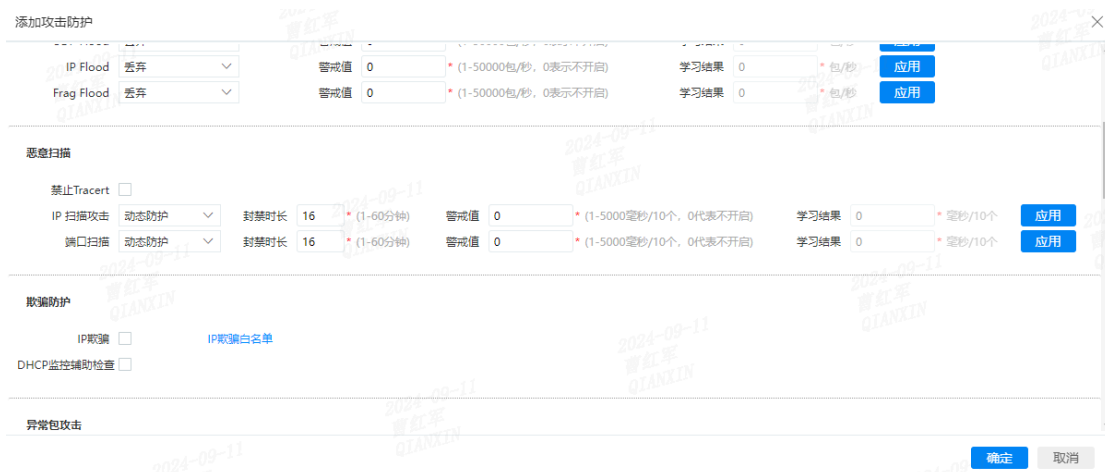 添加攻击防护
IP Flood 丢弃 警戒值 0 * (1-50000包/秒，0表示不开启) 学习结果 0 * 包/秒 应用
Frag Flood 丢弃 警戒值 0 * (1-50000包/秒，0表示不开启) 学习结果 0 * 包/秒 应用
恶意扫描
禁止Tracert
IP 扫描攻击 动态防护 封禁时长 16 * (1-60分钟) 警戒值 0 * (1-5000毫秒/10个，0代表不开启) 学习结果 0 * 毫秒/10个 应用
端口扫描 动态防护 封禁时长 16 * (1-60分钟) 警戒值 0 * (1-5000毫秒/10个，0代表不开启) 学习结果 0 * 毫秒/10个 应用
欺骗防护
IP欺骗 IP欺骗白名单
DHCP监控辅助检查
异常包攻击
确定 取消
2024-09-11
曹红军
QIANXIN